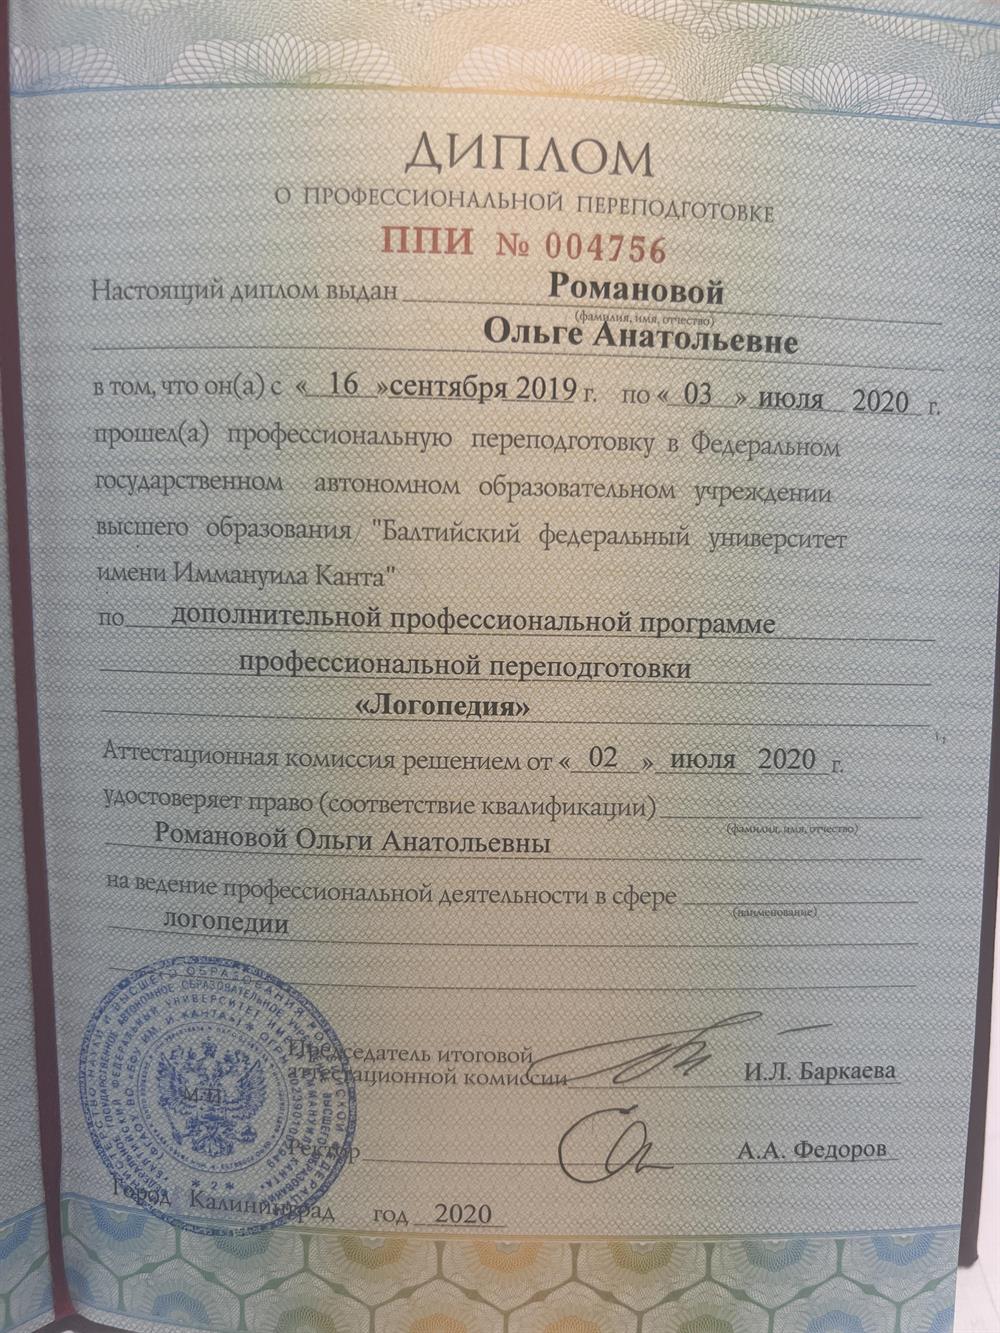 ДИПЛОМ
О ПРОФЕССИОНАЛЬНОЙ ПЕРЕПОДГОТОВКЕ
ППИ № 004756
Настоящий диплом выдан Романовой
(фамилия, имя, отчество)
Ольге Анатольевне
в том, что он(а) с « 16 » сентября 2019 г. по « 03 » июля 2020 г.
прошел(а) профессиональную переподготовку в Федеральном
государственном автономном образовательном учреждении
высшего образования "Балтийский федеральный университет
имени Иммануила Канта"
по дополнительной профессиональной программе
профессиональной переподготовки
«Логопедия»
Аттестационная комиссия решением от « 02 » июля 2020 г.
удостоверяет право (соответствие квалификации)
(фамилия, имя, отчество)
Романовой Ольги Анатольевны
на ведение профессиональной деятельности в сфере
(наименование)
логопедии
Председатель итоговой
аттестационной комиссии И.Л. Баркаева
М.П.
Ректор А.А. Федоров
Город Калининград год 2020